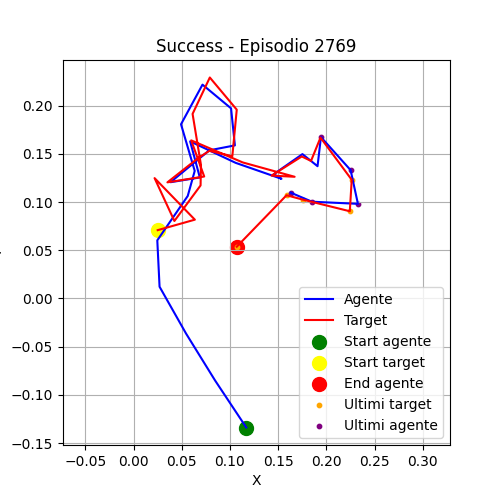 Success - Episodio 2769
0.20
0.15
0.10
0.05
0.00
−0.05
−0.10
−0.15
Agente
Target
Start agente
Start target
End agente
Ultimi target
Ultimi agente
−0.05 0.00 0.05 0.10 0.15 0.20 0.25 0.30
X